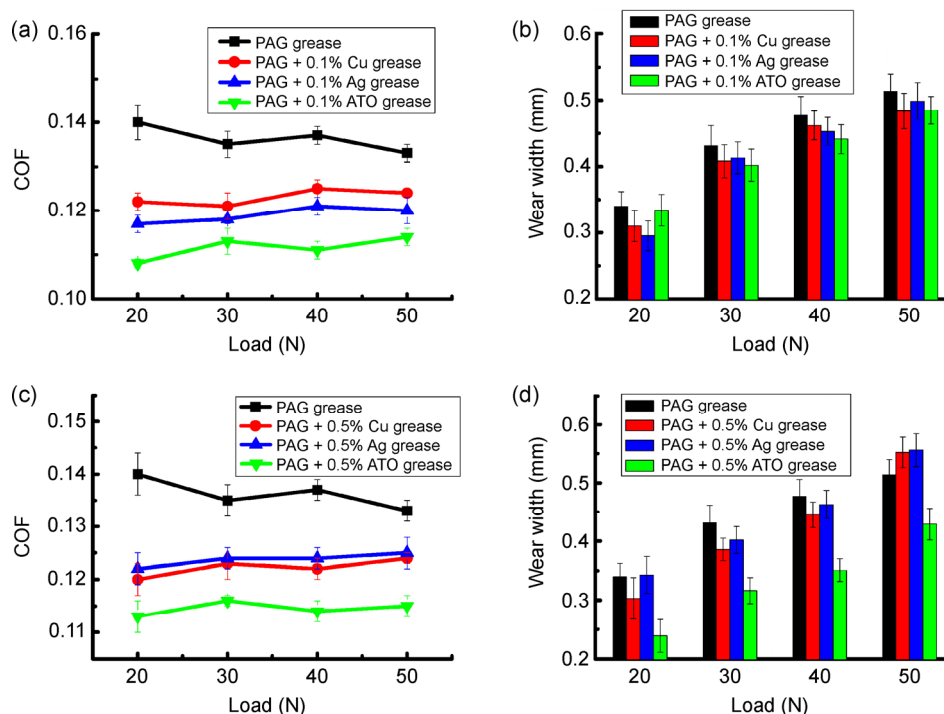 (a)
0.16
0.14
0.12
0.10
COF
20 30 40 50
Load (N)
PAG grease
PAG + 0.1% Cu grease
PAG + 0.1% Ag grease
PAG + 0.1% ATO grease
(b)
0.6
0.5
0.4
0.3
0.2
Wear width (mm)
20 30 40 50
Load (N)
PAG grease
PAG + 0.1% Cu grease
PAG + 0.1% Ag grease
PAG + 0.1% ATO grease
(c)
0.15
0.14
0.13
0.12
0.11
COF
20 30 40 50
Load (N)
PAG grease
PAG + 0.5% Cu grease
PAG + 0.5% Ag grease
PAG + 0.5% ATO grease
(d)
0.6
0.5
0.4
0.3
0.2
Wear width (mm)
20 30 40 50
Load (N)
PAG grease
PAG + 0.5% Cu grease
PAG + 0.5% Ag grease
PAG + 0.5% ATO grease